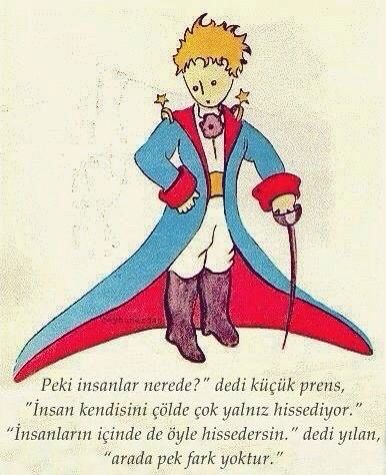 Peki insanlar nerede?" dedi küçük prens,
"İnsan kendisini çölde çok yalnız hissediyor."
"İnsanların içinde de öyle hissedersin." dedi yılan,
"arada pek fark yoktur."